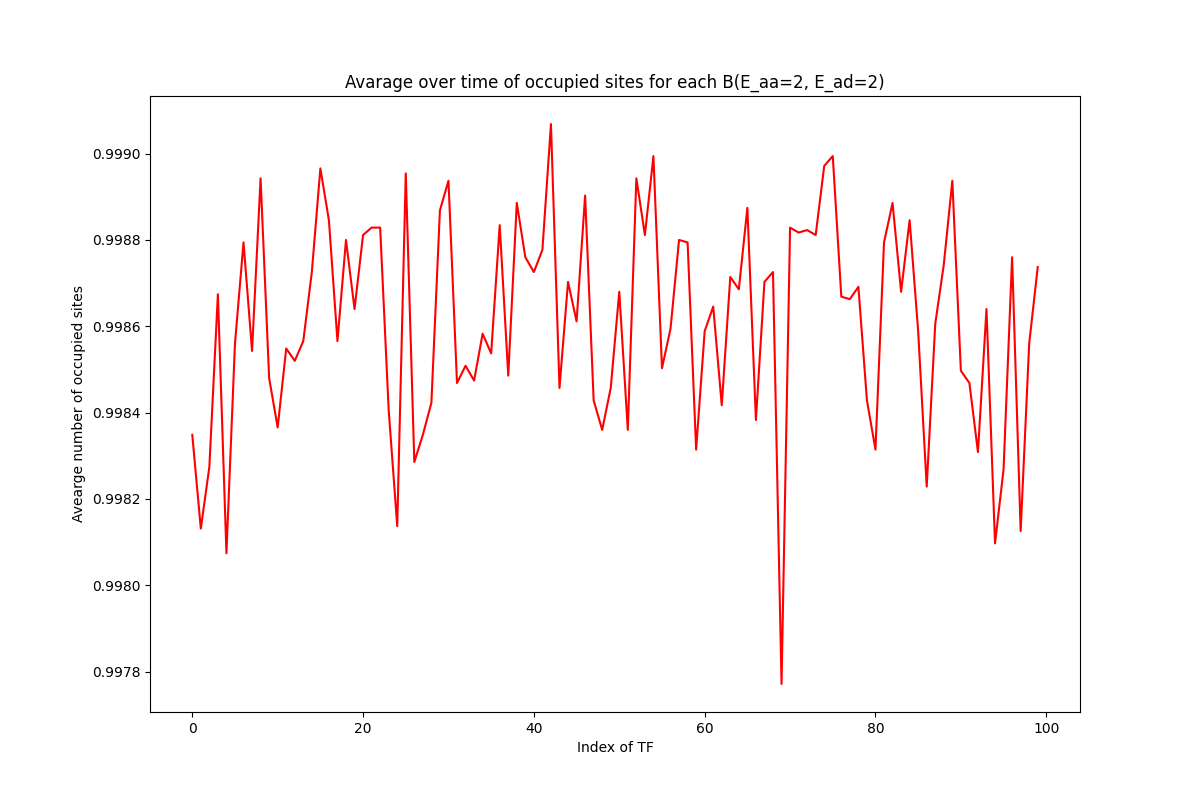 Avarage over time of occupied sites for each B(E_aa=2, E_ad=2)
Avearge number of occupied sites
0.9990
0.9988
0.9986
0.9984
0.9982
0.9980
0.9978
0 20 40 60 80 100
Index of TF